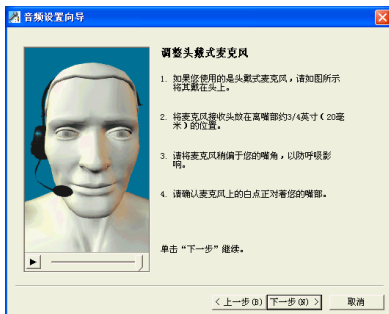 音频设置向导
调整头戴式麦克风
1. 如果您使用的是头戴式麦克风，请如图所示
将其戴在头上。
2. 将麦克风接收头放在离嘴部约3/4英寸（20毫
米）的位置。
3. 请将麦克风稍偏于您的嘴角，以防呼吸影
响。
4. 请确认麦克风上的白点正对着您的嘴部。
单击“下一步”继续。
< 上一步(B) 下一步(N) > 取消